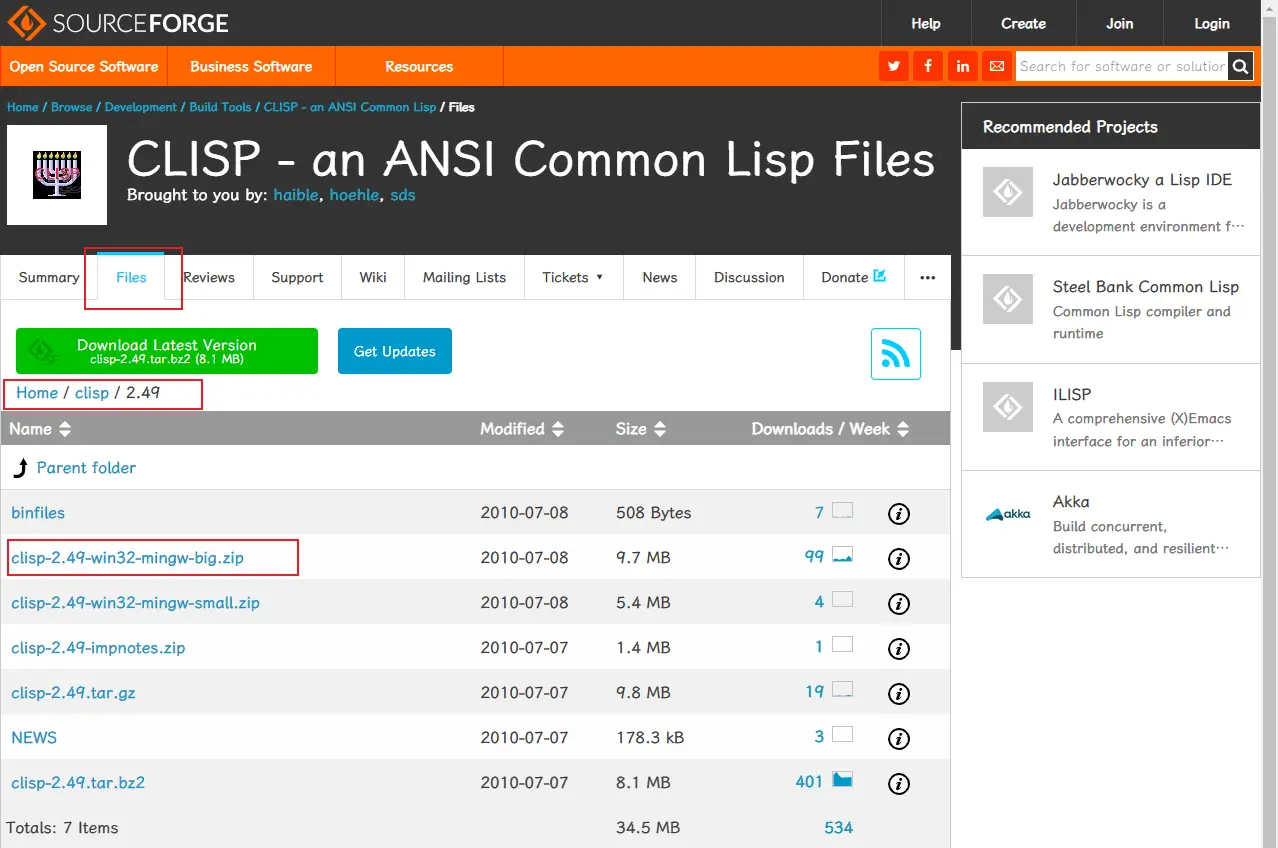 SOURCEFORGE
Help Create Join Login
Open Source Software Business Software Resources
Search for software or solution
Home / Browse / Development / Build Tools / CLISP - an ANSI Common Lisp / Files
CLISP - an ANSI Common Lisp Files
Brought to you by: haible, hoehle, sds
Summary Files Reviews Support Wiki Mailing Lists Tickets ▼ News Discussion Donate •••
Download Latest Version
clisp-2.49.tar.bz2 (8.1 MB)
Get Updates
Home / clisp / 2.49
Name Modified Size Downloads / Week
Parent folder
binfiles 2010-07-08 508 Bytes 7
clisp-2.49-win32-mingw-big.zip 2010-07-08 9.7 MB 99
clisp-2.49-win32-mingw-small.zip 2010-07-08 5.4 MB 4
clisp-2.49-impnotes.zip 2010-07-07 1.4 MB 1
clisp-2.49.tar.gz 2010-07-07 9.8 MB 19
NEWS 2010-07-07 178.3 kB 3
clisp-2.49.tar.bz2 2010-07-07 8.1 MB 401
Totals: 7 Items 34.5 MB 534
Recommended Projects
Jabberwocky a Lisp IDE
Jabberwocky is a
development environment f…
Steel Bank Common Lisp
Common Lisp compiler and
runtime
ILISP
A comprehensive (X)Emacs
interface for an inferior…
akka
Akka
Build concurrent,
distributed, and resilient…